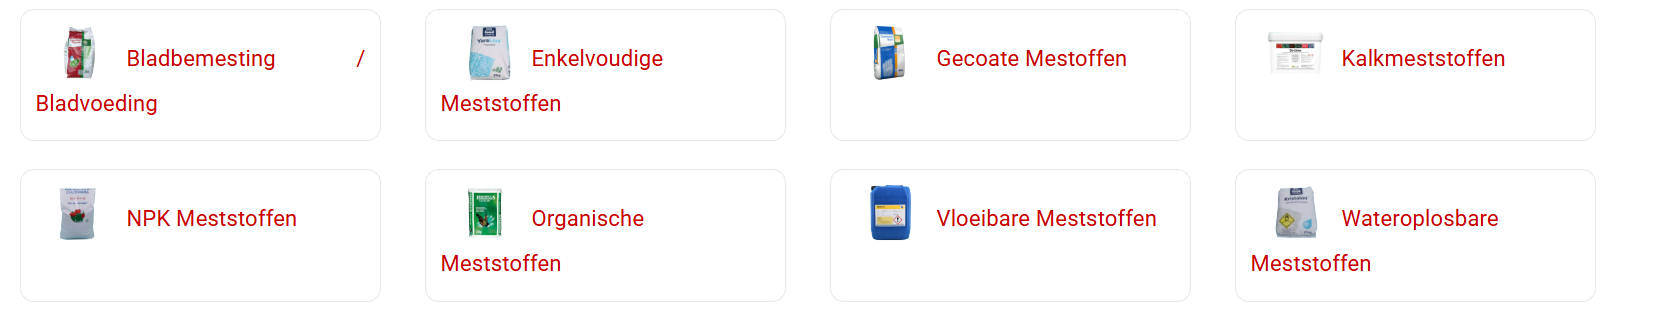 Bladbemesting /
Bladvoeding
Enkelvoudige
Meststoffen
Gecoate Mestoffen
Kalkmeststoffen
NPK Meststoffen
Organische
Meststoffen
Vloeibare Meststoffen
Wateroplosbare
Meststoffen